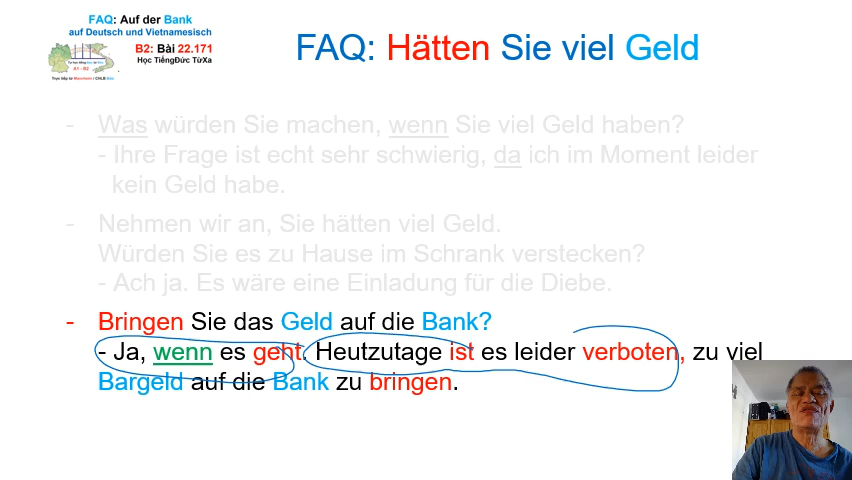 FAQ: Auf der Bank
auf Deutsch und Vietnamesisch
B2: Bài 22.171
Học TiếngĐức TừXa
A1 - B2
FAQ: Hätten Sie viel Geld
- Was würden Sie machen, wenn Sie viel Geld haben?
- Ihre Frage ist echt sehr schwierig, da ich im Moment leider
kein Geld habe.
- Nehmen wir an, Sie hätten viel Geld.
Würden Sie es zu Hause im Schrank verstecken?
- Ach ja. Es wäre eine Einladung für die Diebe.
- Bringen Sie das Geld auf die Bank?
- Ja, wenn es geht. Heutzutage ist es leider verboten, zu viel
Bargeld auf die Bank zu bringen.